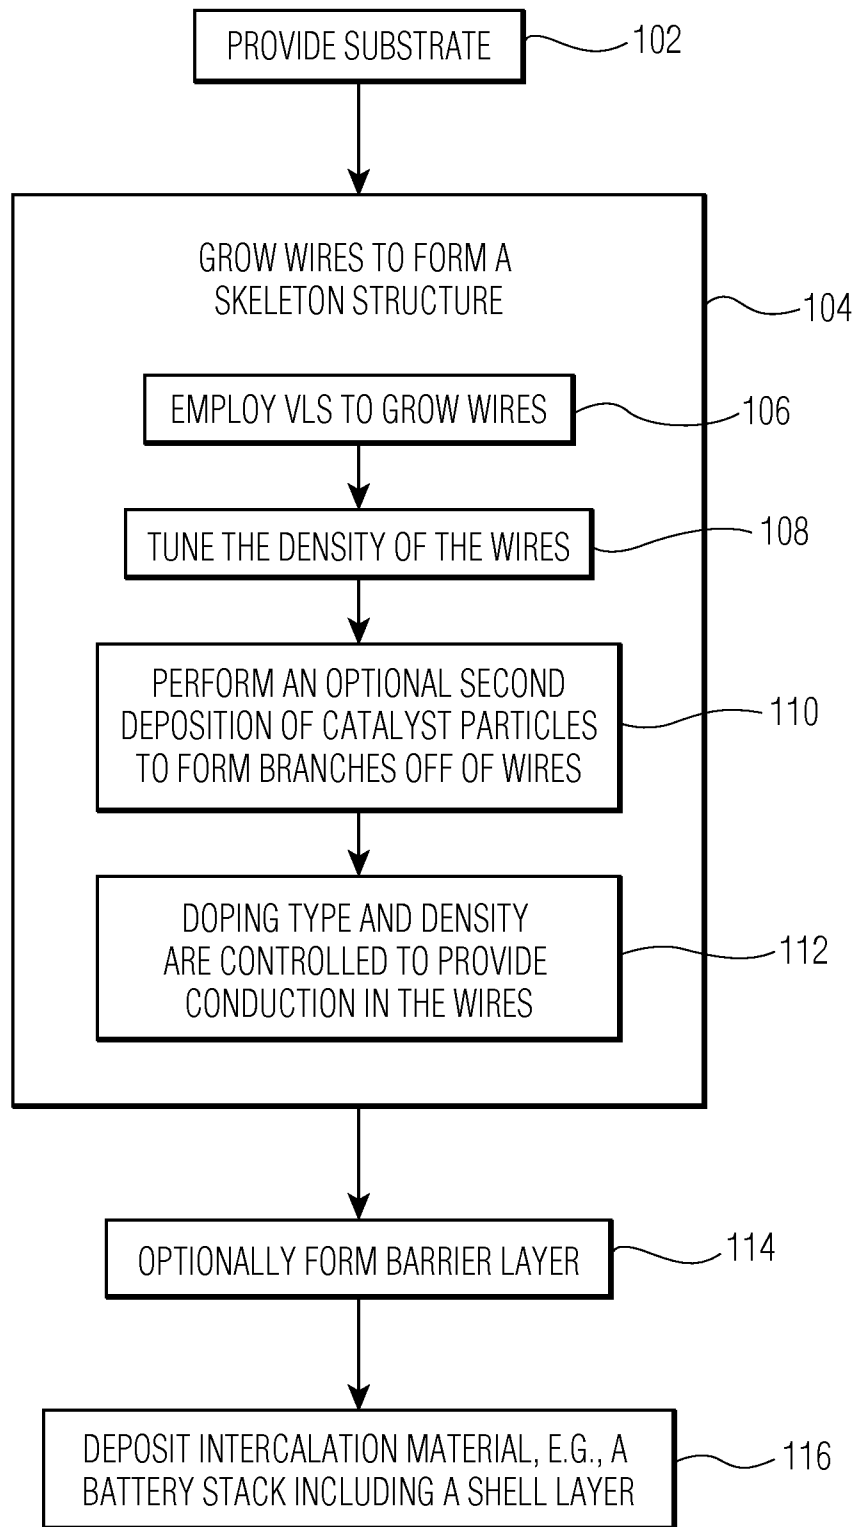 PROVIDE SUBSTRATE
102
GROW WIRES TO FORM A
SKELETON STRUCTURE
104
EMPLOY VLS TO GROW WIRES
106
TUNE THE DENSITY OF THE WIRES
108
PERFORM AN OPTIONAL SECOND
DEPOSITION OF CATALYST PARTICLES
TO FORM BRANCHES OFF OF WIRES
110
DOPING TYPE AND DENSITY
ARE CONTROLLED TO PROVIDE
CONDUCTION IN THE WIRES
112
OPTIONALLY FORM BARRIER LAYER
114
DEPOSIT INTERCALATION MATERIAL, E.G., A
BATTERY STACK INCLUDING A SHELL LAYER
116